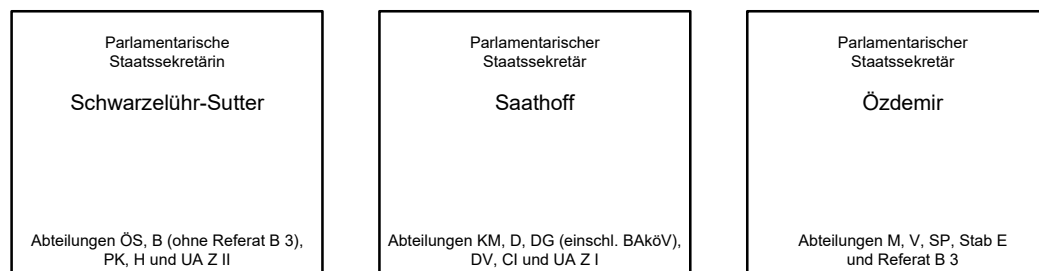 Parlamentarische
Staatssekretärin
Schwarzelühr-Sutter
Abteilungen ÖS, B (ohne Referat B 3),
PK, H und UA Z II
Parlamentarischer
Staatssekretär
Saathoff
Abteilungen KM, D, DG (einschl. BAköV),
DV, CI und UA Z I
Parlamentarischer
Staatssekretär
Özdemir
Abteilungen M, V, SP, Stab E
und Referat B 3